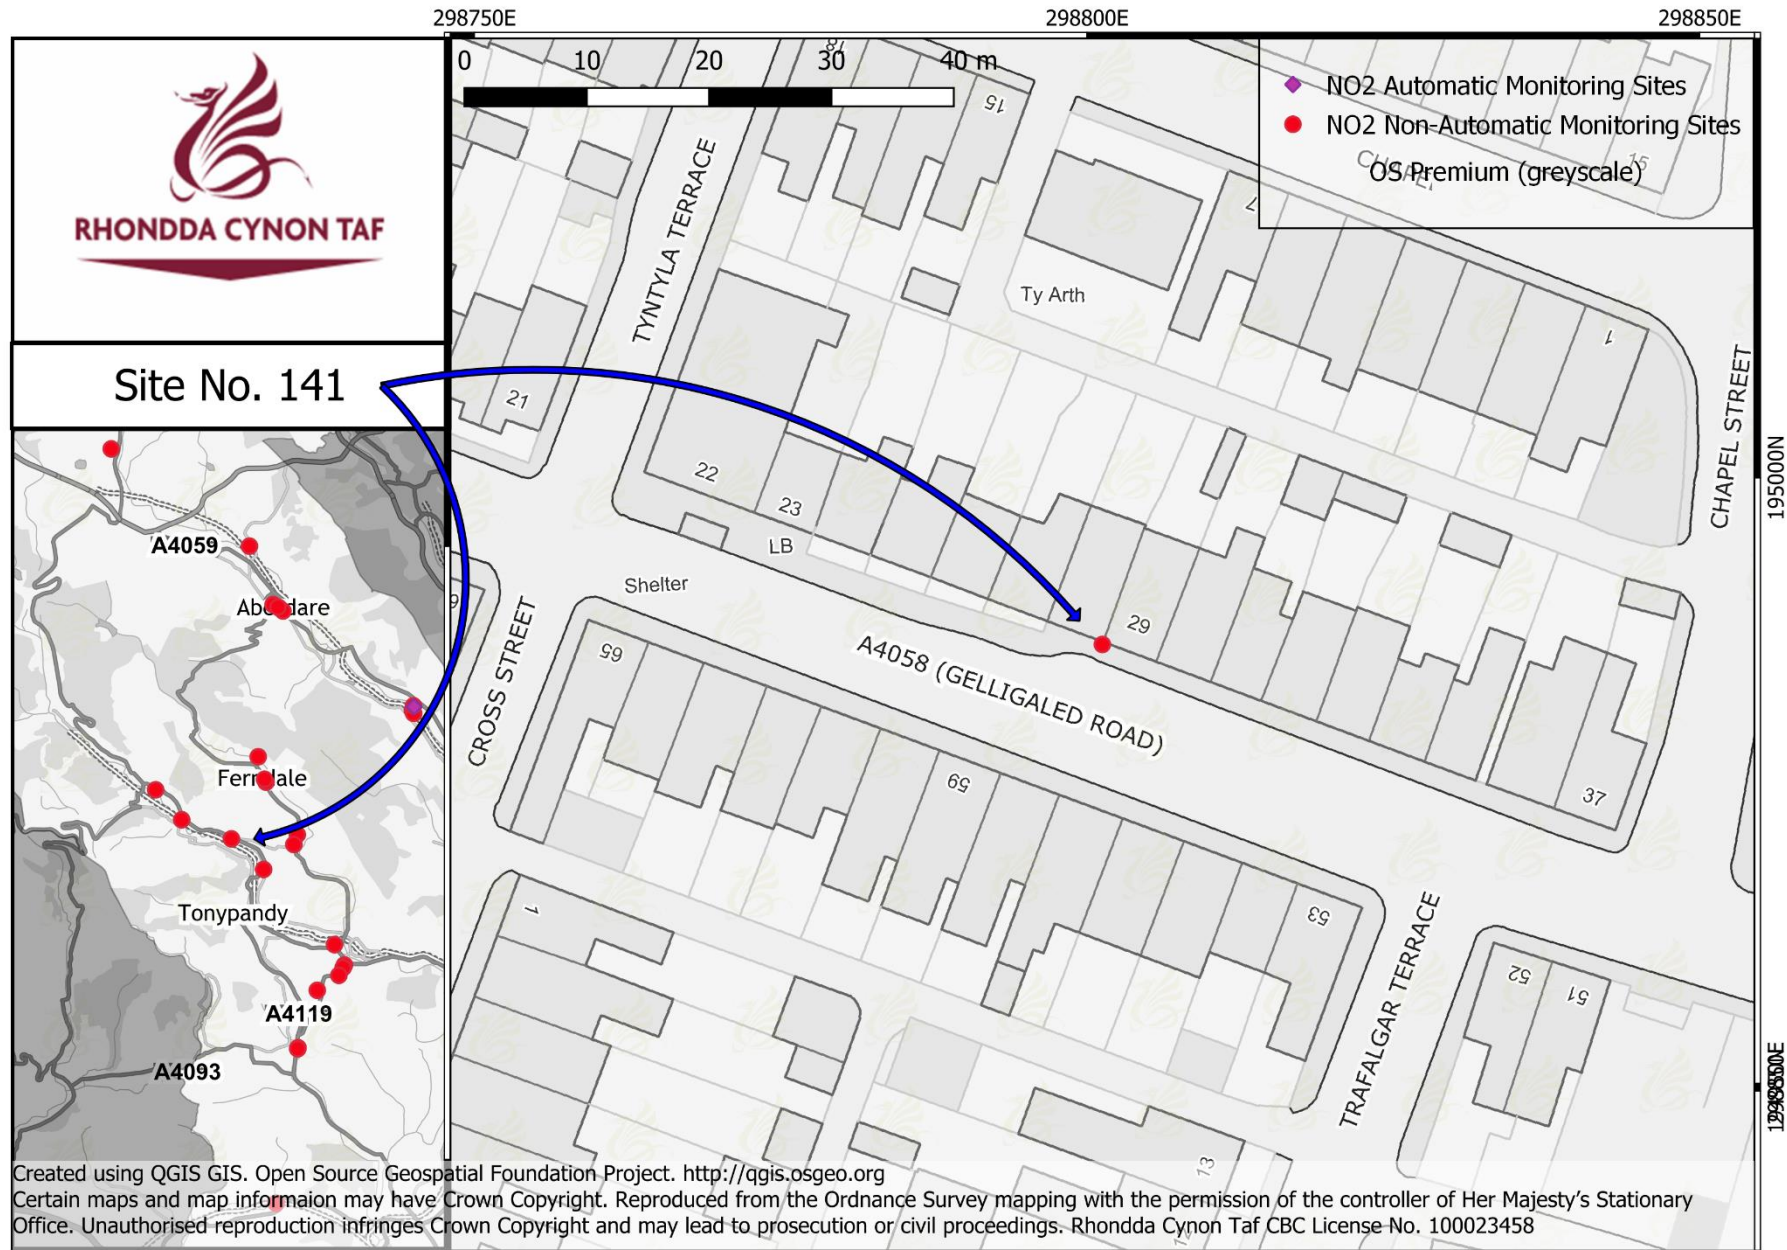 298750E
298800E
298850E
RHONDDA CYNON TAF
Site No. 141
0 10 20 30 40 m
NO2 Automatic Monitoring Sites
NO2 Non-Automatic Monitoring Sites
OS Premium (greyscale)
15
15
18
7
1
TYNTYLA TERRACE
Ty Arth
CHAPEL STREET
195000N
21
22
23
LB
Shelter
29
37
CROSS STREET
A4058 (GELLIGALED ROAD)
65
59
53
52
51
1
13
TRAFALGAR TERRACE
A4059
Aberdare
Ferndale
Tonypandy
A4119
A4093
Created using QGIS GIS. Open Source Geospatial Foundation Project. http://qgis.osgeo.org
Certain maps and map informaion may have Crown Copyright. Reproduced from the Ordnance Survey mapping with the permission of the controller of Her Majesty's Stationary
Office. Unauthorised reproduction infringes Crown Copyright and may lead to prosecution or civil proceedings. Rhondda Cynon Taf CBC License No. 100023458